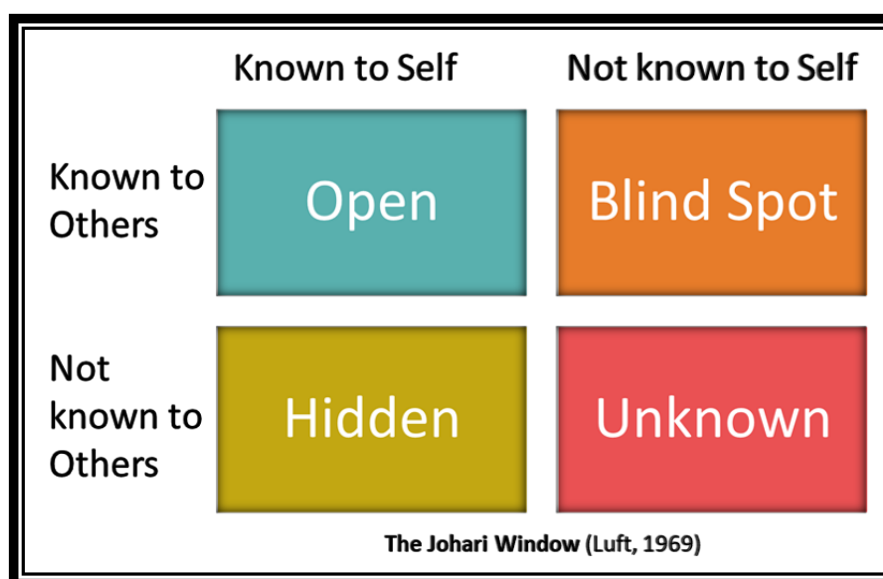 Known to Self
Not known to Self
Known to
Others
Open
Blind Spot
Not
known to
Others
Hidden
Unknown
The Johari Window (Luft, 1969)